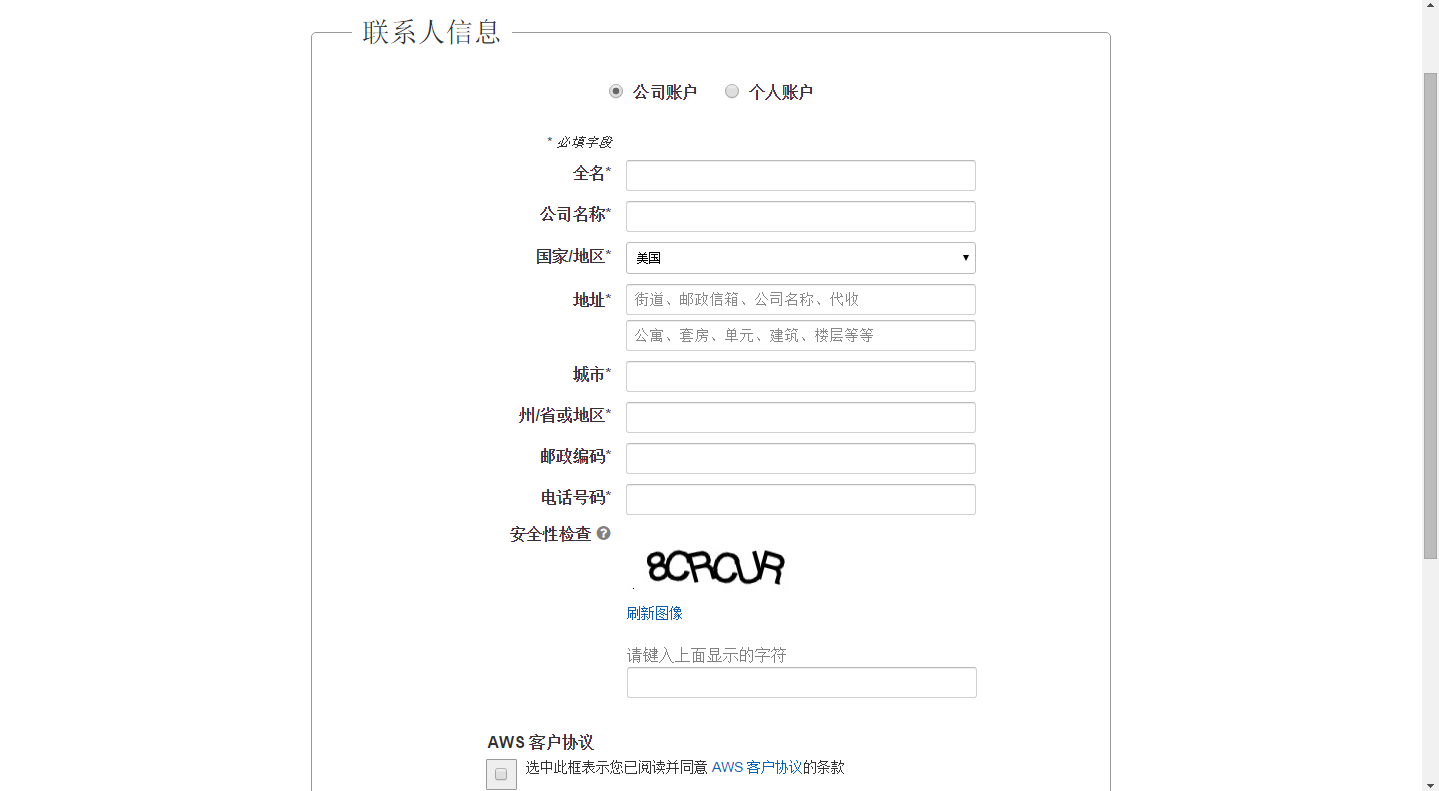 联系人信息
公司账户 个人账户
* 必填字段
全名*
公司名称*
国家/地区* 美国
地址* 街道、邮政信箱、公司名称、代收
公寓、套房、单元、建筑、楼层等等
城市*
州/省或地区*
邮政编码*
电话号码*
安全性检查
8CRCUR
刷新图像
请键入上面显示的字符
AWS 客户协议
选中此框表示您已阅读并同意 AWS 客户协议的条款